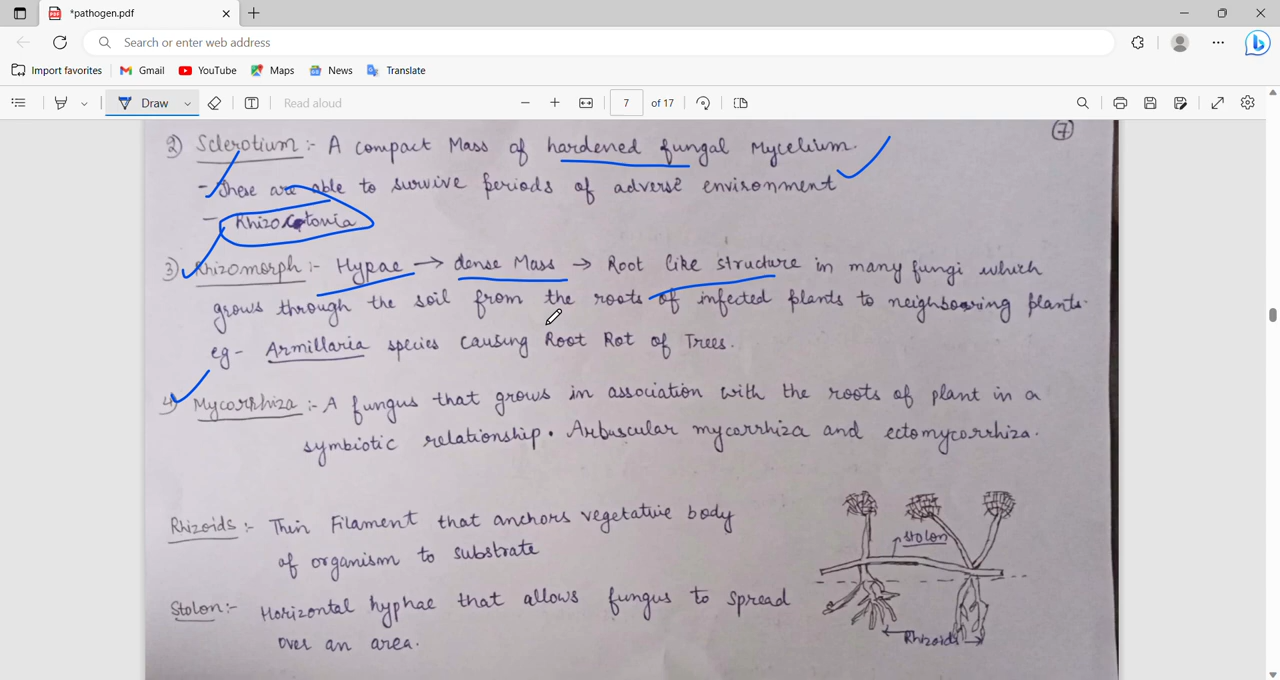 *pathogen.pdf
Search or enter web address
Import favorites Gmail YouTube Maps News Translate
Draw Read aloud 7 of 17
7
2) Sclerotium :- A compact Mass of hardened fungal Mycelium.
- These are able to survive periods of adverse environment
- Rhizoctonia
3) Rhizomorph :- Hypae → dense Mass → Root like structure in many fungi which
grows through the soil from the roots of infected plants to neighbouring plants.
eg - Armillaria species causing Root Rot of Trees.
4) Mycorrhiza :- A fungus that grows in association with the roots of plant in a
symbiotic relationship. Arbuscular mycorrhiza and ectomycorrhiza.
Rhizoids :- Thin Filament that anchors vegetative body
of organism to substrate
stolon
Stolon :- Horizontal hyphae that allows fungus to spread
over an area.
Rhizoids